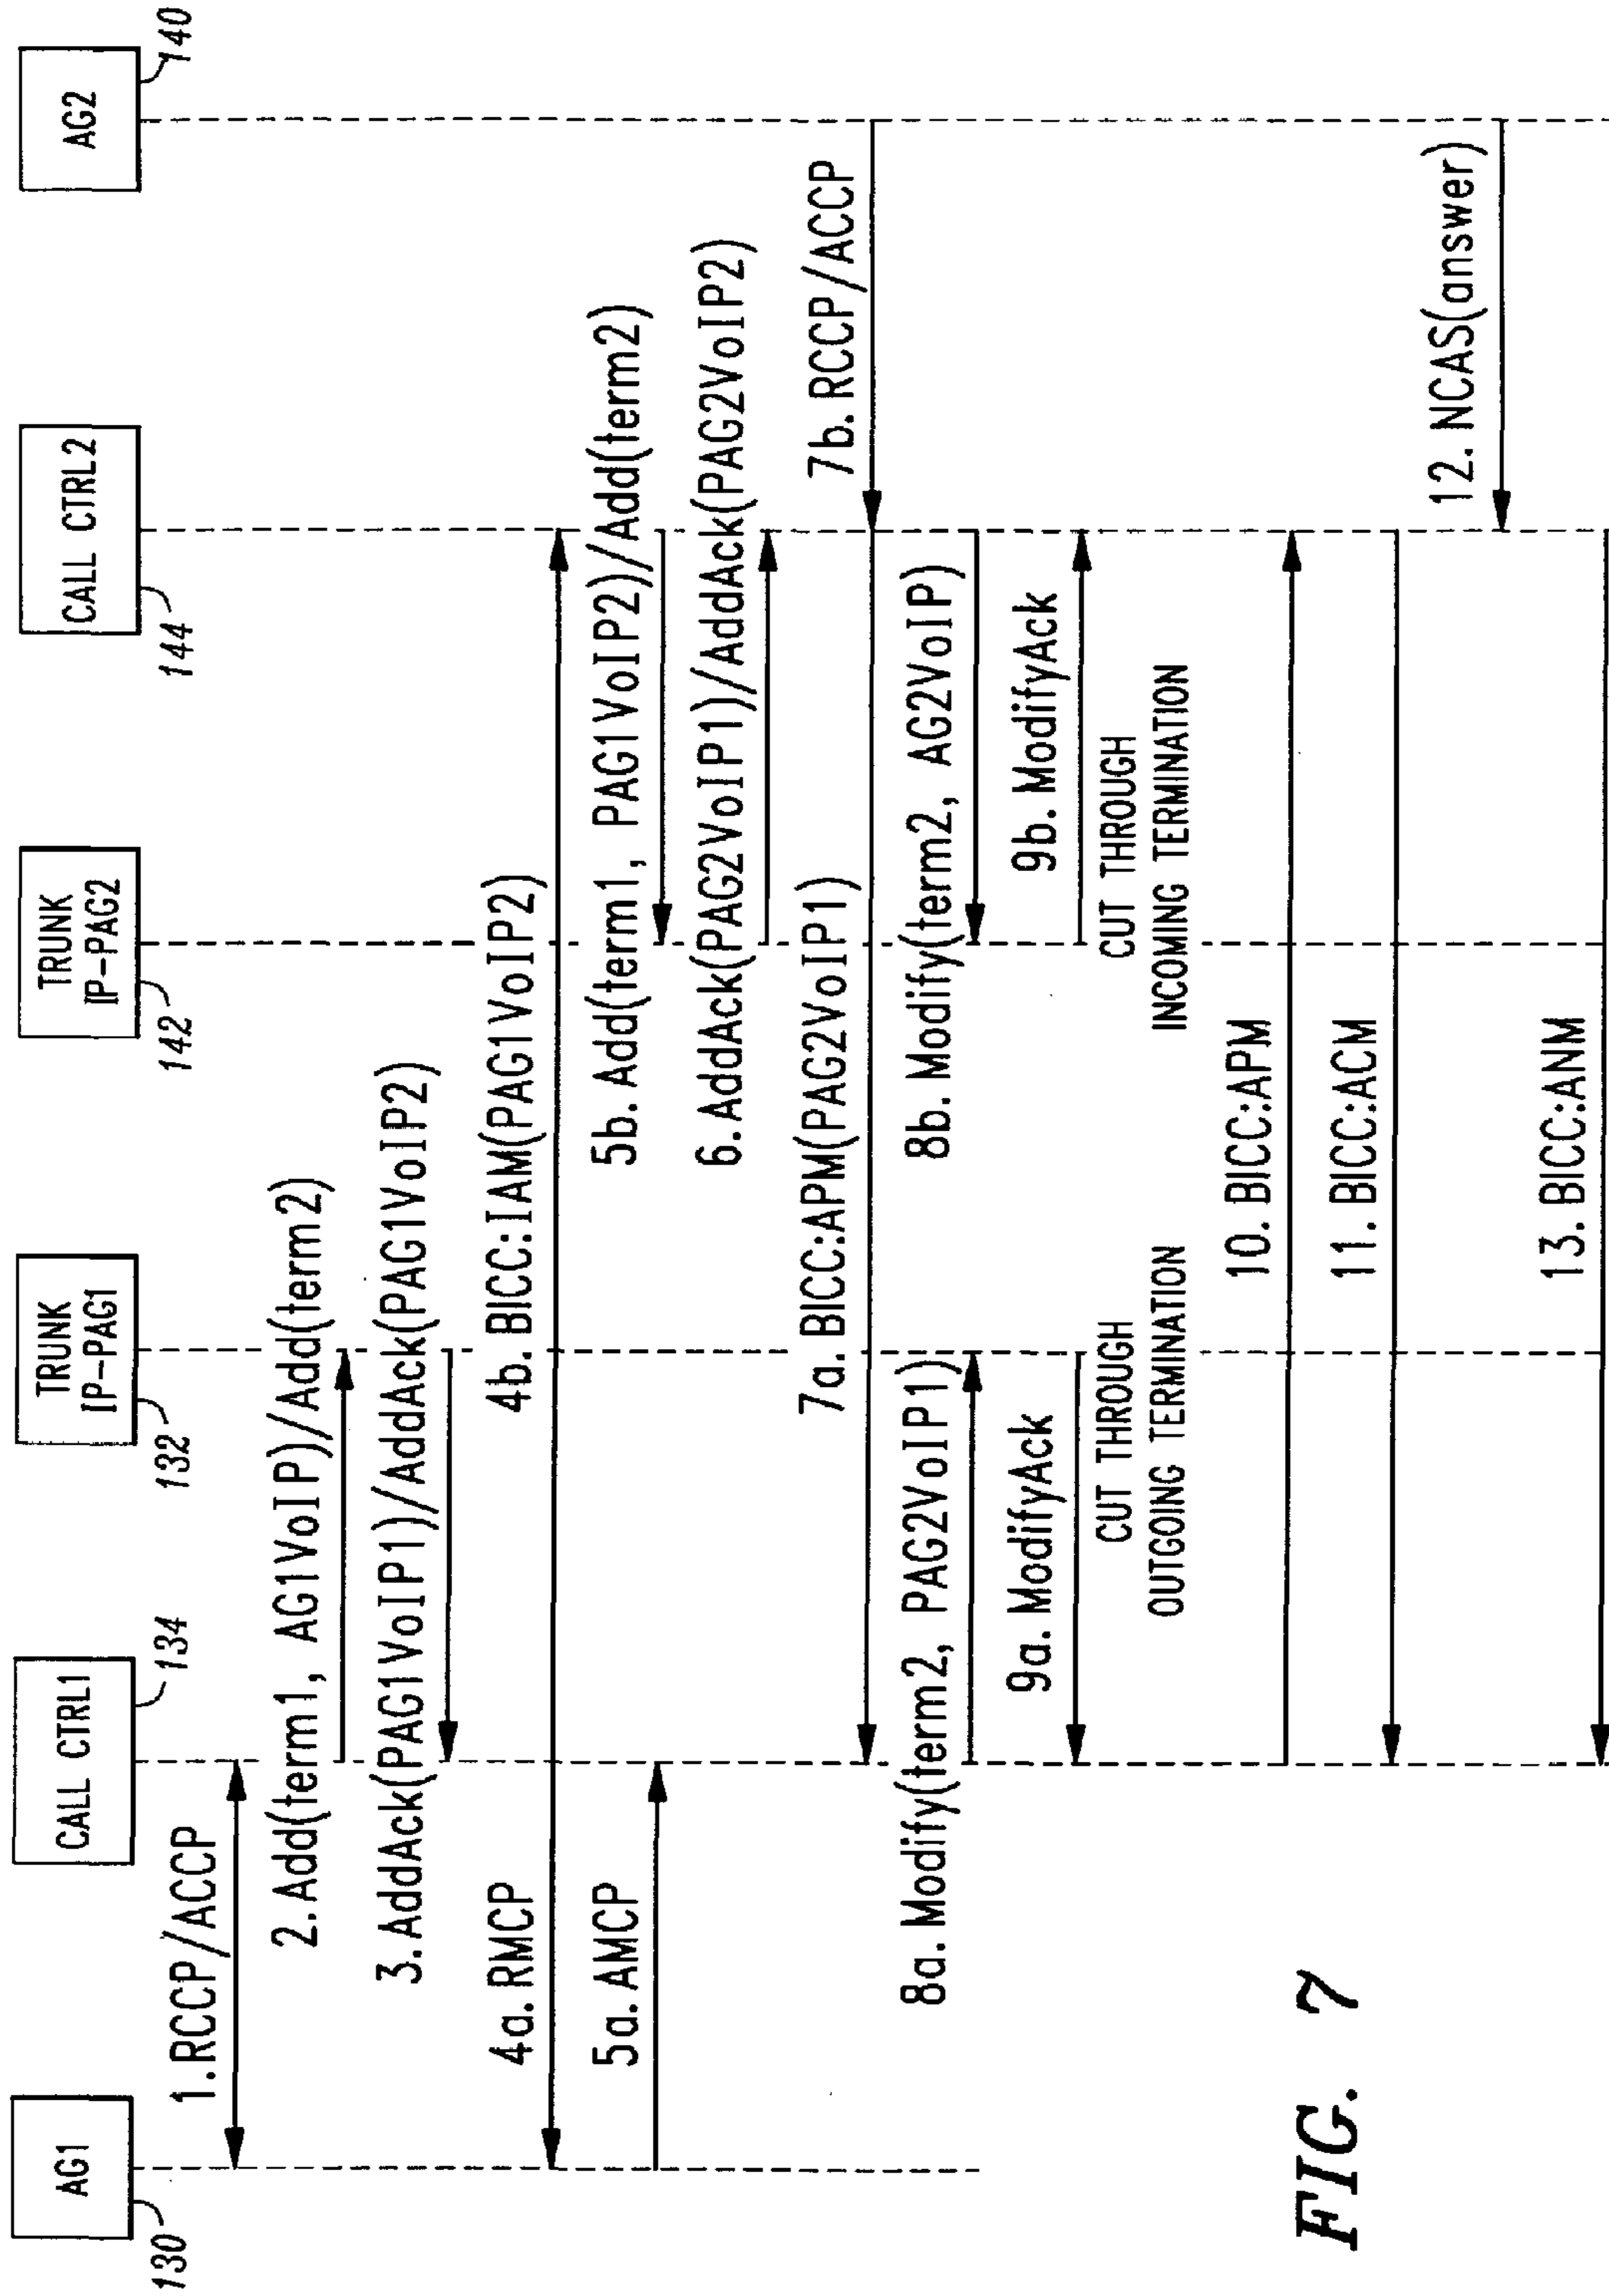 AG1
130
CALL CTRL1
134
TRUNK
IP-PAG1
132
TRUNK
IP-PAG2
142
CALL CTRL2
144
AG2
140
1.RCCP/ACCP
2.Add(term1, AG1VoIP)/Add(term2)
3.AddAck(PAG1VoIP1)/AddAck(PAG1VoIP2)
4a. RMCP
4b. BICC:IAM(PAG1VoIP2)
5a. AMCP
5b. Add(term1, PAG1VoIP2)/Add(term2)
6.AddAck(PAG2VoIP1)/AddAck(PAG2VoIP2)
7a. BICC:APM(PAG2VoIP1)
7b. RCCP/ACCP
8a. Modify(term2, PAG2VoIP1)
8b. Modify(term2, AG2VoIP)
9a. ModifyAck
9b. ModifyAck
CUT THROUGH
OUTGOING TERMINATION
CUT THROUGH
INCOMING TERMINATION
10. BICC:APM
11. BICC:ACM
12. NCAS(answer)
13. BICC:ANM
FIG. 7